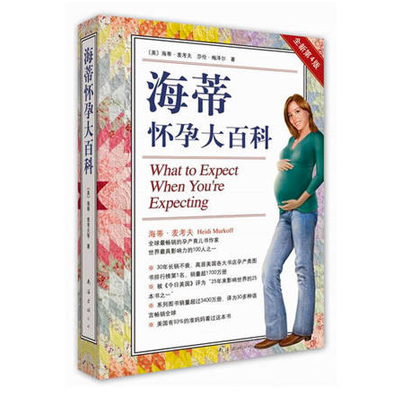 海蒂怀孕大百科
[美] 海蒂·麦考夫 等 著
[美] 海蒂·麦考夫 莎伦·梅泽尔 著
全新第4版
海蒂
怀孕大百科
What to Expect
When You're
Expecting
海蒂·麦考夫 Heidi Murkoff
全球最畅销的孕产育儿书作家
世界最具影响力的100人之一
• 30年长销不衰，高居美国各大书店孕产类图
书排行榜第1名，销量超1700万册
• 被《今日美国》评为“25年来影响世界的25
本书之一”
• 系列图书销量超过3400万册，译为30多种语
言畅销全球
• 美国有93%的准妈妈看过这本书